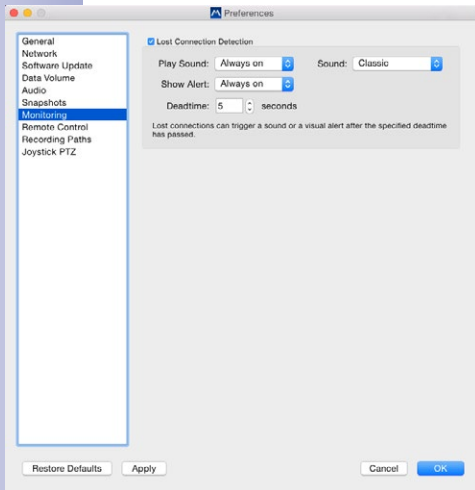 Preferences
General
Network
Software Update
Data Volume
Audio
Snapshots
Monitoring
Remote Control
Recording Paths
Joystick PTZ
Lost Connection Detection
Play Sound: Always on Sound: Classic
Show Alert: Always on
Deadtime: 5 seconds
Lost connections can trigger a sound or a visual alert after the specified deadtime
has passed.
Restore Defaults Apply Cancel OK